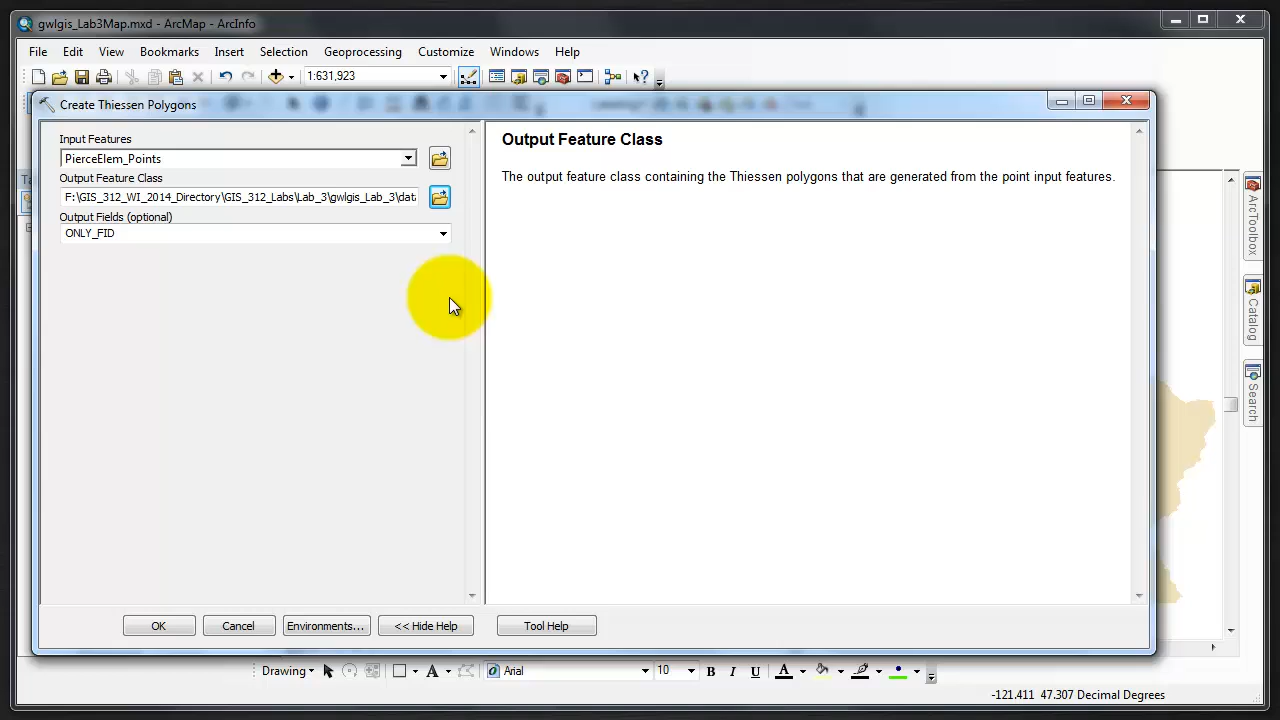 gwlgis_Lab3Map.mxd - ArcMap - ArcInfo
File Edit View Bookmarks Insert Selection Geoprocessing Customize Windows Help
1:631,923
Create Thiessen Polygons
Input Features
PierceElem_Points
Output Feature Class
F:\GIS_312_WI_2014_Directory\GIS_312_Labs\Lab_3\gwlgis_Lab_3\dat
Output Fields (optional)
ONLY_FID
Output Feature Class
The output feature class containing the Thiessen polygons that are generated from the point input features.
ArcToolbox
Catalog
Search
OK Cancel Environments... << Hide Help Tool Help
Drawing A Arial 10 B I U A
-121.411 47.307 Decimal Degrees